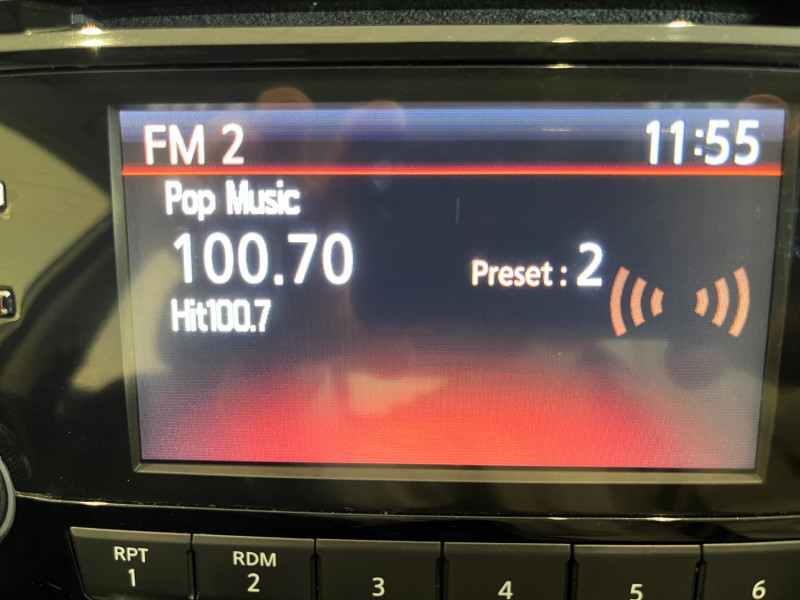 FM 2 11:55
Pop Music
100.70
Preset : 2
Hit100.7
RPT RDM
1 2 3 4 5 6